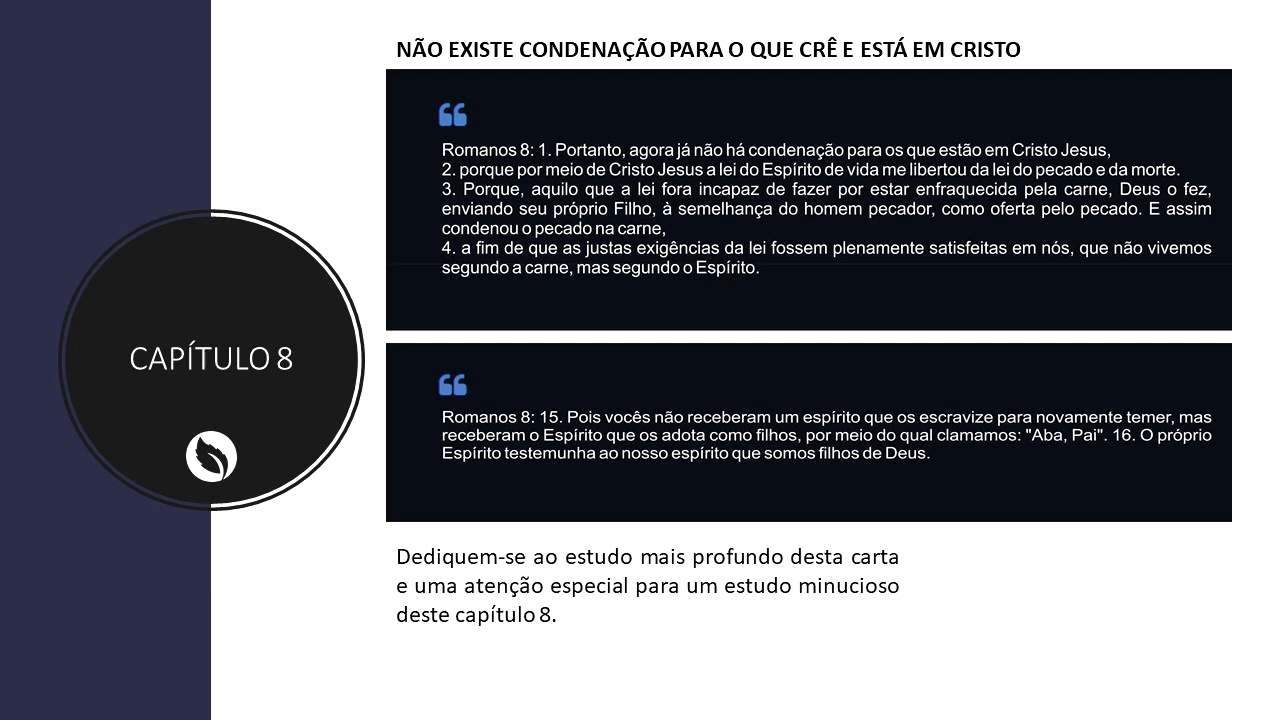 NÃO EXISTE CONDENAÇÃO PARA O QUE CRÊ E ESTÁ EM CRISTO
Romanos 8: 1. Portanto, agora já não há condenação para os que estão em Cristo Jesus,
2. porque por meio de Cristo Jesus a lei do Espírito de vida me libertou da lei do pecado e da morte.
3. Porque, aquilo que a lei fora incapaz de fazer por estar enfraquecida pela carne, Deus o fez,
enviando seu próprio Filho, à semelhança do homem pecador, como oferta pelo pecado. E assim
condenou o pecado na carne,
4. a fim de que as justas exigências da lei fossem plenamente satisfeitas em nós, que não vivemos
segundo a carne, mas segundo o Espírito.
CAPÍTULO 8
Romanos 8: 15. Pois vocês não receberam um espírito que os escravize para novamente temer, mas
receberam o Espírito que os adota como filhos, por meio do qual clamamos: "Aba, Pai". 16. O próprio
Espírito testemunha ao nosso espírito que somos filhos de Deus.
Dediquem-se ao estudo mais profundo desta carta
e uma atenção especial para um estudo minucioso
deste capítulo 8.